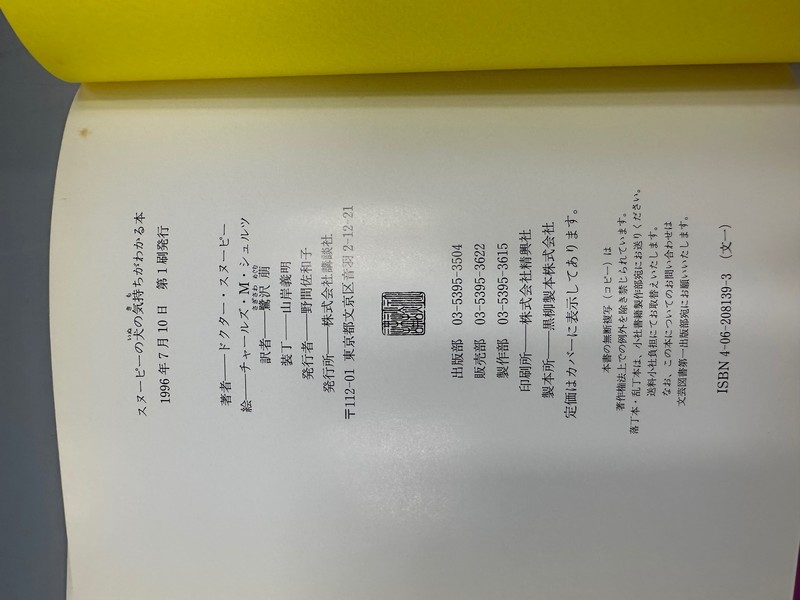 スヌーピーの犬の気持ちがわかる本
1996年7月10日 第1刷発行
著者——ドクター・スヌーピー
絵——チャールズ・M・シュルツ
訳者——鷺沢 萠
装丁——山岸義明
発行者——野間佐和子
発行所——株式会社講談社
〒112-01 東京都文京区音羽2-12-21
出版部 03-5395-3504
販売部 03-5395-3622
製作部 03-5395-3615
印刷所——株式会社精興社
製本所——黒柳製本株式会社
定価はカバーに表示してあります。
本書の無断複写（コピー）は
著作権法上での例外を除き禁じられています。
落丁本・乱丁本は、小社書籍製作部宛にお送りください。
送料小社負担にてお取替えいたします。
なお、この本についてのお問い合わせは
文芸図書第一出版部宛にお願いいたします。
ISBN 4-06-208139-3 （文一）